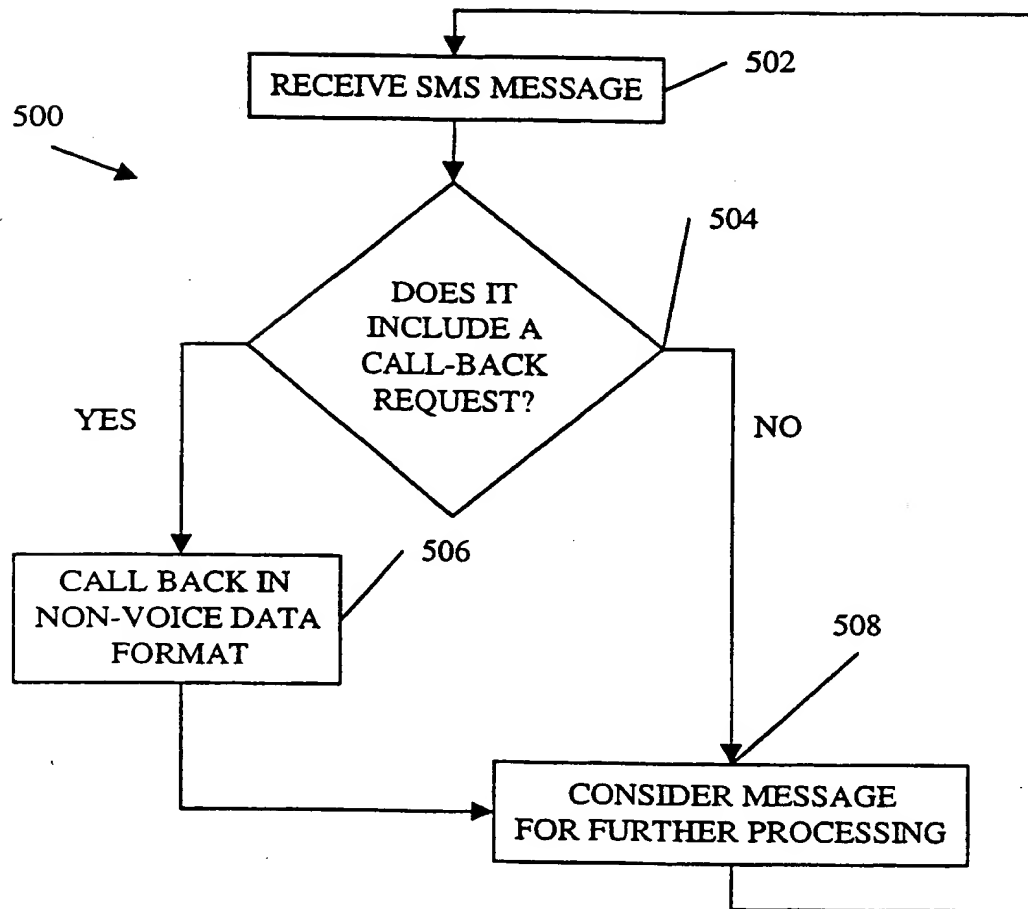 RECEIVE SMS MESSAGE
502
500
504
DOES IT
INCLUDE A
CALL-BACK
REQUEST?
YES
NO
506
CALL BACK IN
NON-VOICE DATA
FORMAT
508
CONSIDER MESSAGE
FOR FURTHER PROCESSING